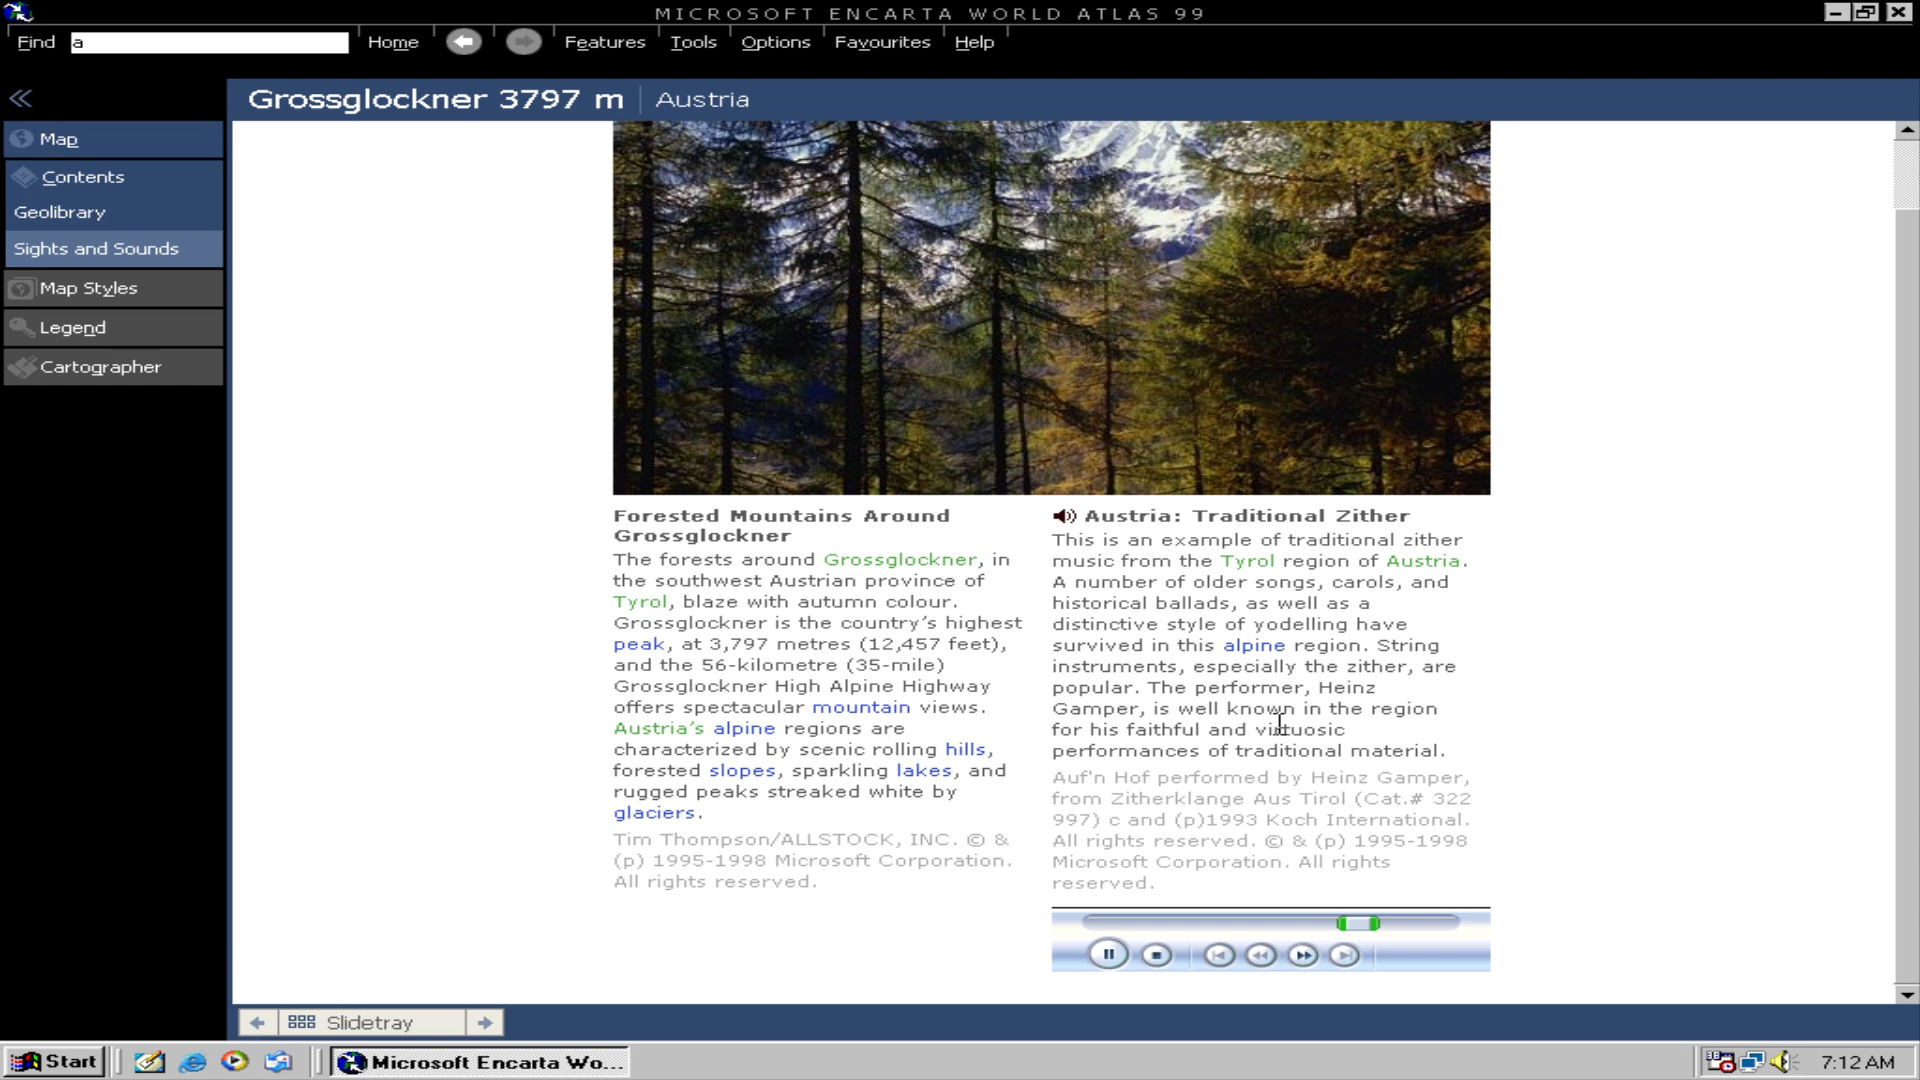 MICROSOFT ENCARTA WORLD ATLAS 99
Find a Home Features Tools Options Favourites Help
Grossglockner 3797 m Austria
Map
Contents
Geolibrary
Sights and Sounds
Map Styles
Legend
Cartographer
Forested Mountains Around
Grossglockner
The forests around Grossglockner, in
the southwest Austrian province of
Tyrol, blaze with autumn colour.
Grossglockner is the country's highest
peak, at 3,797 metres (12,457 feet),
and the 56-kilometre (35-mile)
Grossglockner High Alpine Highway
offers spectacular mountain views.
Austria's alpine regions are
characterized by scenic rolling hills,
forested slopes, sparkling lakes, and
rugged peaks streaked white by
glaciers.
Tim Thompson/ALLSTOCK, INC. © &
(p) 1995-1998 Microsoft Corporation.
All rights reserved.
Austria: Traditional Zither
This is an example of traditional zither
music from the Tyrol region of Austria.
A number of older songs, carols, and
historical ballads, as well as a
distinctive style of yodelling have
survived in this alpine region. String
instruments, especially the zither, are
popular. The performer, Heinz
Gamper, is well known in the region
for his faithful and virtuosic
performances of traditional material.
Auf'n Hof performed by Heinz Gamper,
from Zitherklange Aus Tirol (Cat.# 322
997) c and (p)1993 Koch International.
All rights reserved. © & (p) 1995-1998
Microsoft Corporation. All rights
reserved.
Slidetray
Start Microsoft Encarta Wo... 7:12 AM